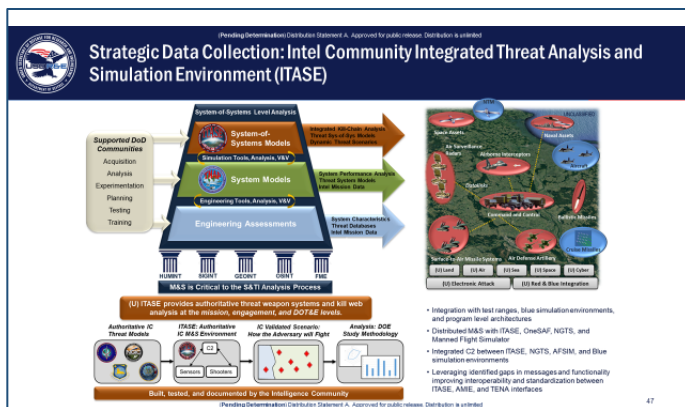 (Pending Determination) Distribution Statement A. Approved for public release. Distribution is unlimited
Strategic Data Collection: Intel Community Integrated Threat Analysis and
Simulation Environment (ITASE)
System-of-Systems Level Analysis
Supported DoD
Communities
Acquisition
Analysis
Experimentation
Planning
Testing
Training
System-of-
Systems Models
Simulation Tools, Analysis, V&V
System Models
Engineering Tools, Analysis, V&V
Engineering Assessments
Integrated Kill-Chain Analysis
Threat Sys-of-Sys Models
Dynamic Threat Scenarios
System Performance Analysis
Threat System Models
Intel Mission Data
System Characteristics
Threat Databases
Intel Mission Data
HUMINT
SIGINT
GEOINT
OSINT
FME
M&S is Critical to the S&TI Analysis Process
(U) ITASE provides authoritative threat weapon systems and kill web
analysis at the mission, engagement, and DOT&E levels.
Authoritative IC
Threat Models
ITASE: Authoritative
IC M&S Environment
C2
Sensors
Shooters
IC Validated Scenario:
How the Adversary will Fight
Analysis: DOE
Study Methodology
Built, tested, and documented by the Intelligence Community
UNCLASSIFIED
Space Assets
Naval Assets
Air Surveillance
Radars
Airborne Interceptors
Aircraft
Command and Control
Ballistic Missiles
Cruise Missiles
Surface-to-Air Missile Systems
Air Defense Artillery
(U) Land
(U) Air
(U) Sea
(U) Space
(U) Cyber
(U) Electronic Attack
(U) Red & Blue Integration
• Integration with test ranges, blue simulation environments,
and program level architectures
• Distributed M&S with ITASE, OneSAF, NGTS, and
Manned Flight Simulator
• Integrated C2 between ITASE, NGTS, AFSIM, and Blue
simulation environments
• Leveraging identified gaps in messages and functionality
improving interoperability and standardization between
ITASE, AMIE, and TENA interfaces
(Pending Determination) Distribution Statement A. Approved for public release. Distribution is unlimited
47